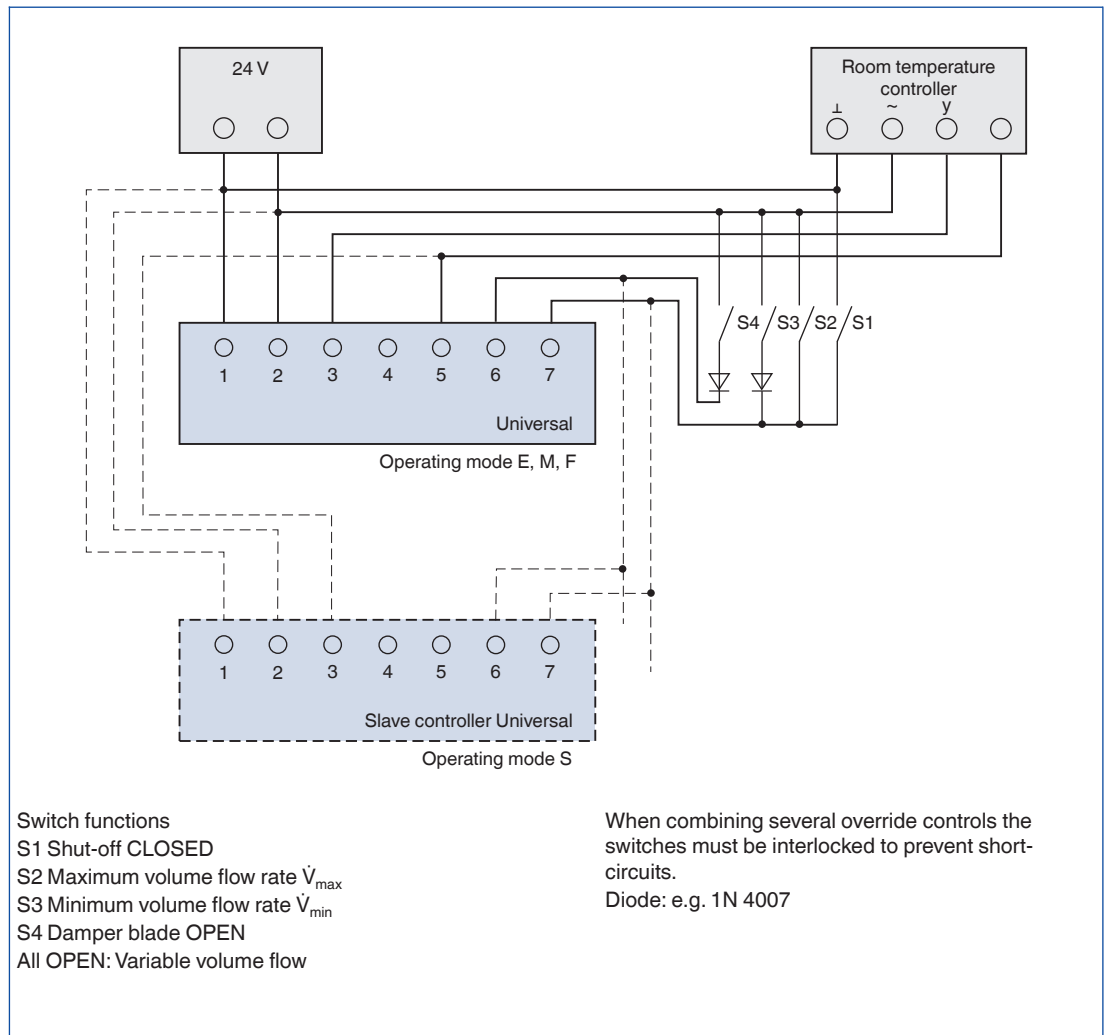 24 V
Room temperature
controller
⊥ ~ y
S4 S3 S2 S1
1 2 3 4 5 6 7
Universal
Operating mode E, M, F
1 2 3 4 5 6 7
Slave controller Universal
Operating mode S
Switch functions
S1 Shut-off CLOSED
S2 Maximum volume flow rate V̇max
S3 Minimum volume flow rate V̇min
S4 Damper blade OPEN
All OPEN: Variable volume flow
When combining several override controls the
switches must be interlocked to prevent short-
circuits.
Diode: e.g. 1N 4007